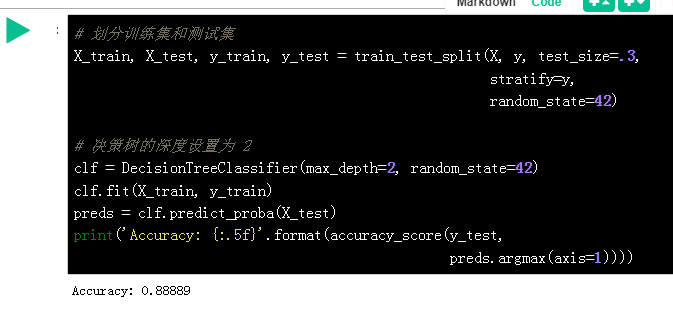 Markdown Code
:
# 划分训练集和测试集
X_train, X_test, y_train, y_test = train_test_split(X, y, test_size=.3,
stratify=y,
random_state=42)
# 决策树的深度设置为 2
clf = DecisionTreeClassifier(max_depth=2, random_state=42)
clf.fit(X_train, y_train)
preds = clf.predict_proba(X_test)
print('Accuracy: {:.5f}'.format(accuracy_score(y_test,
preds.argmax(axis=1))))
Accuracy: 0.88889